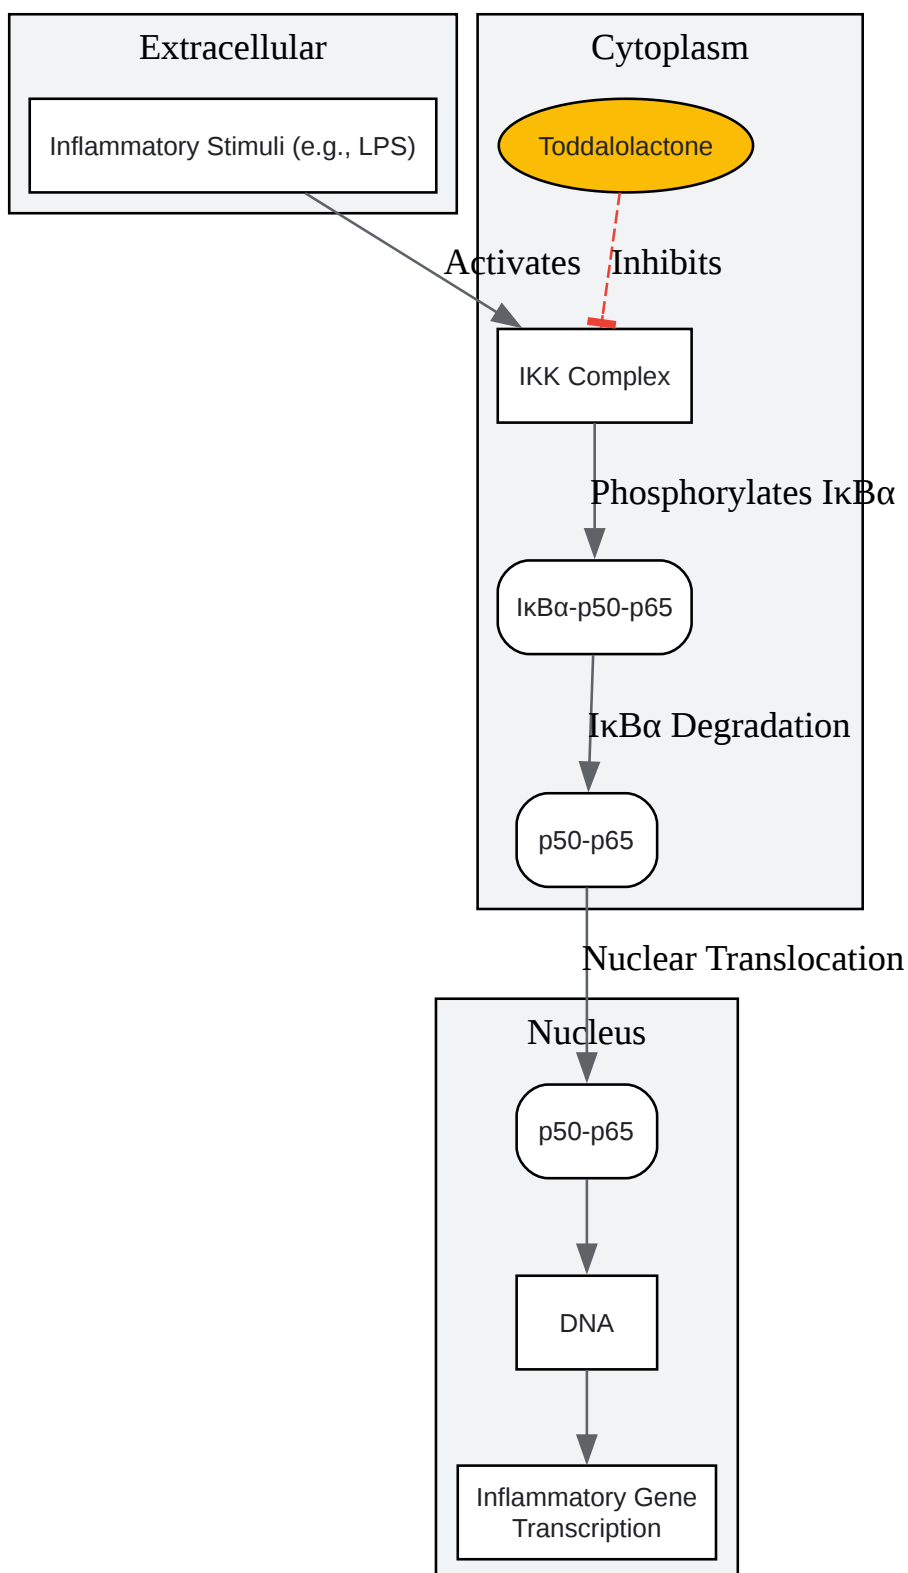 Extracellular
Cytoplasm
Inflammatory Stimuli (e.g., LPS)
Toddalolactone
Activates
Inhibits
IKK Complex
Phosphorylates IκBα
IκBα-p50-p65
IκBα Degradation
p50-p65
Nuclear Translocation
Nucleus
p50-p65
DNA
Inflammatory Gene
Transcription